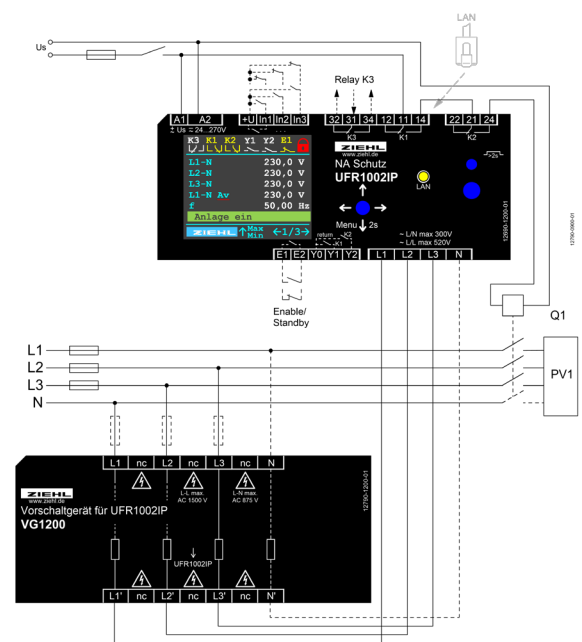 LAN
Us
Relay K3
A1 A2 +U In1 In2 In3 32 31 34 12 11 14 22 21 24
± Us = 24...270V
...
K3 K1 K2
K3 K1 K2 Y1 Y2 E1
ZIEHL
www.ziehl.de
NA Schutz
UFR1002IP
>2s
LAN
L1-N 230,0 V
L2-N 230,0 V
L3-N 230,0 V
L1-N Av 230,0 V
f 50,00 Hz
Anlage ein
ZIEHL Max Min 1/3
Menu 2s
return K2
K1
~ L/N max 300V
~ L/L max 520V
12690-1200-01
12790-0900-01
E1 E2 Y0 Y1 Y2 L1 L2 L3 N
Enable/
Standby
Q1
L1
L2
L3
N
PV1
L1 nc L2 nc L3 nc N
ZIEHL
www.ziehl.de
L-L max.
AC 1500 V
L-N max.
AC 875 V
12790-1200-01
Vorschaltgerät für UFR1002IP
VG1200
UFR1002IP
L1' nc L2' nc L3' nc N'